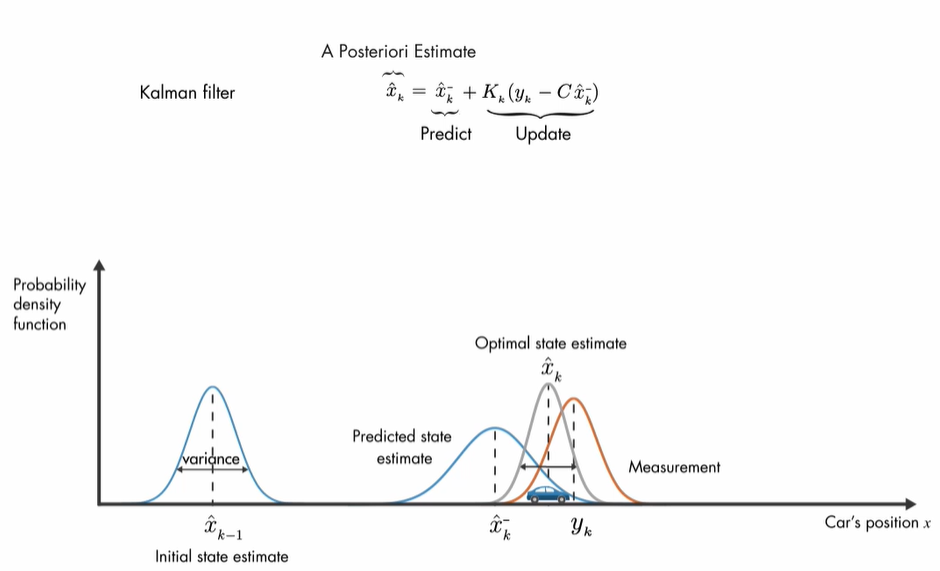 A Posteriori Estimate
Kalman filter
x̂ₖ = x̂ₖ⁻ + Kₖ(yₖ − Cx̂ₖ⁻)
Predict Update
Probability
density
function
Optimal state estimate
x̂ₖ
Predicted state
estimate
variance
Measurement
x̂ₖ₋₁
x̂ₖ⁻
yₖ
Car's position x
Initial state estimate